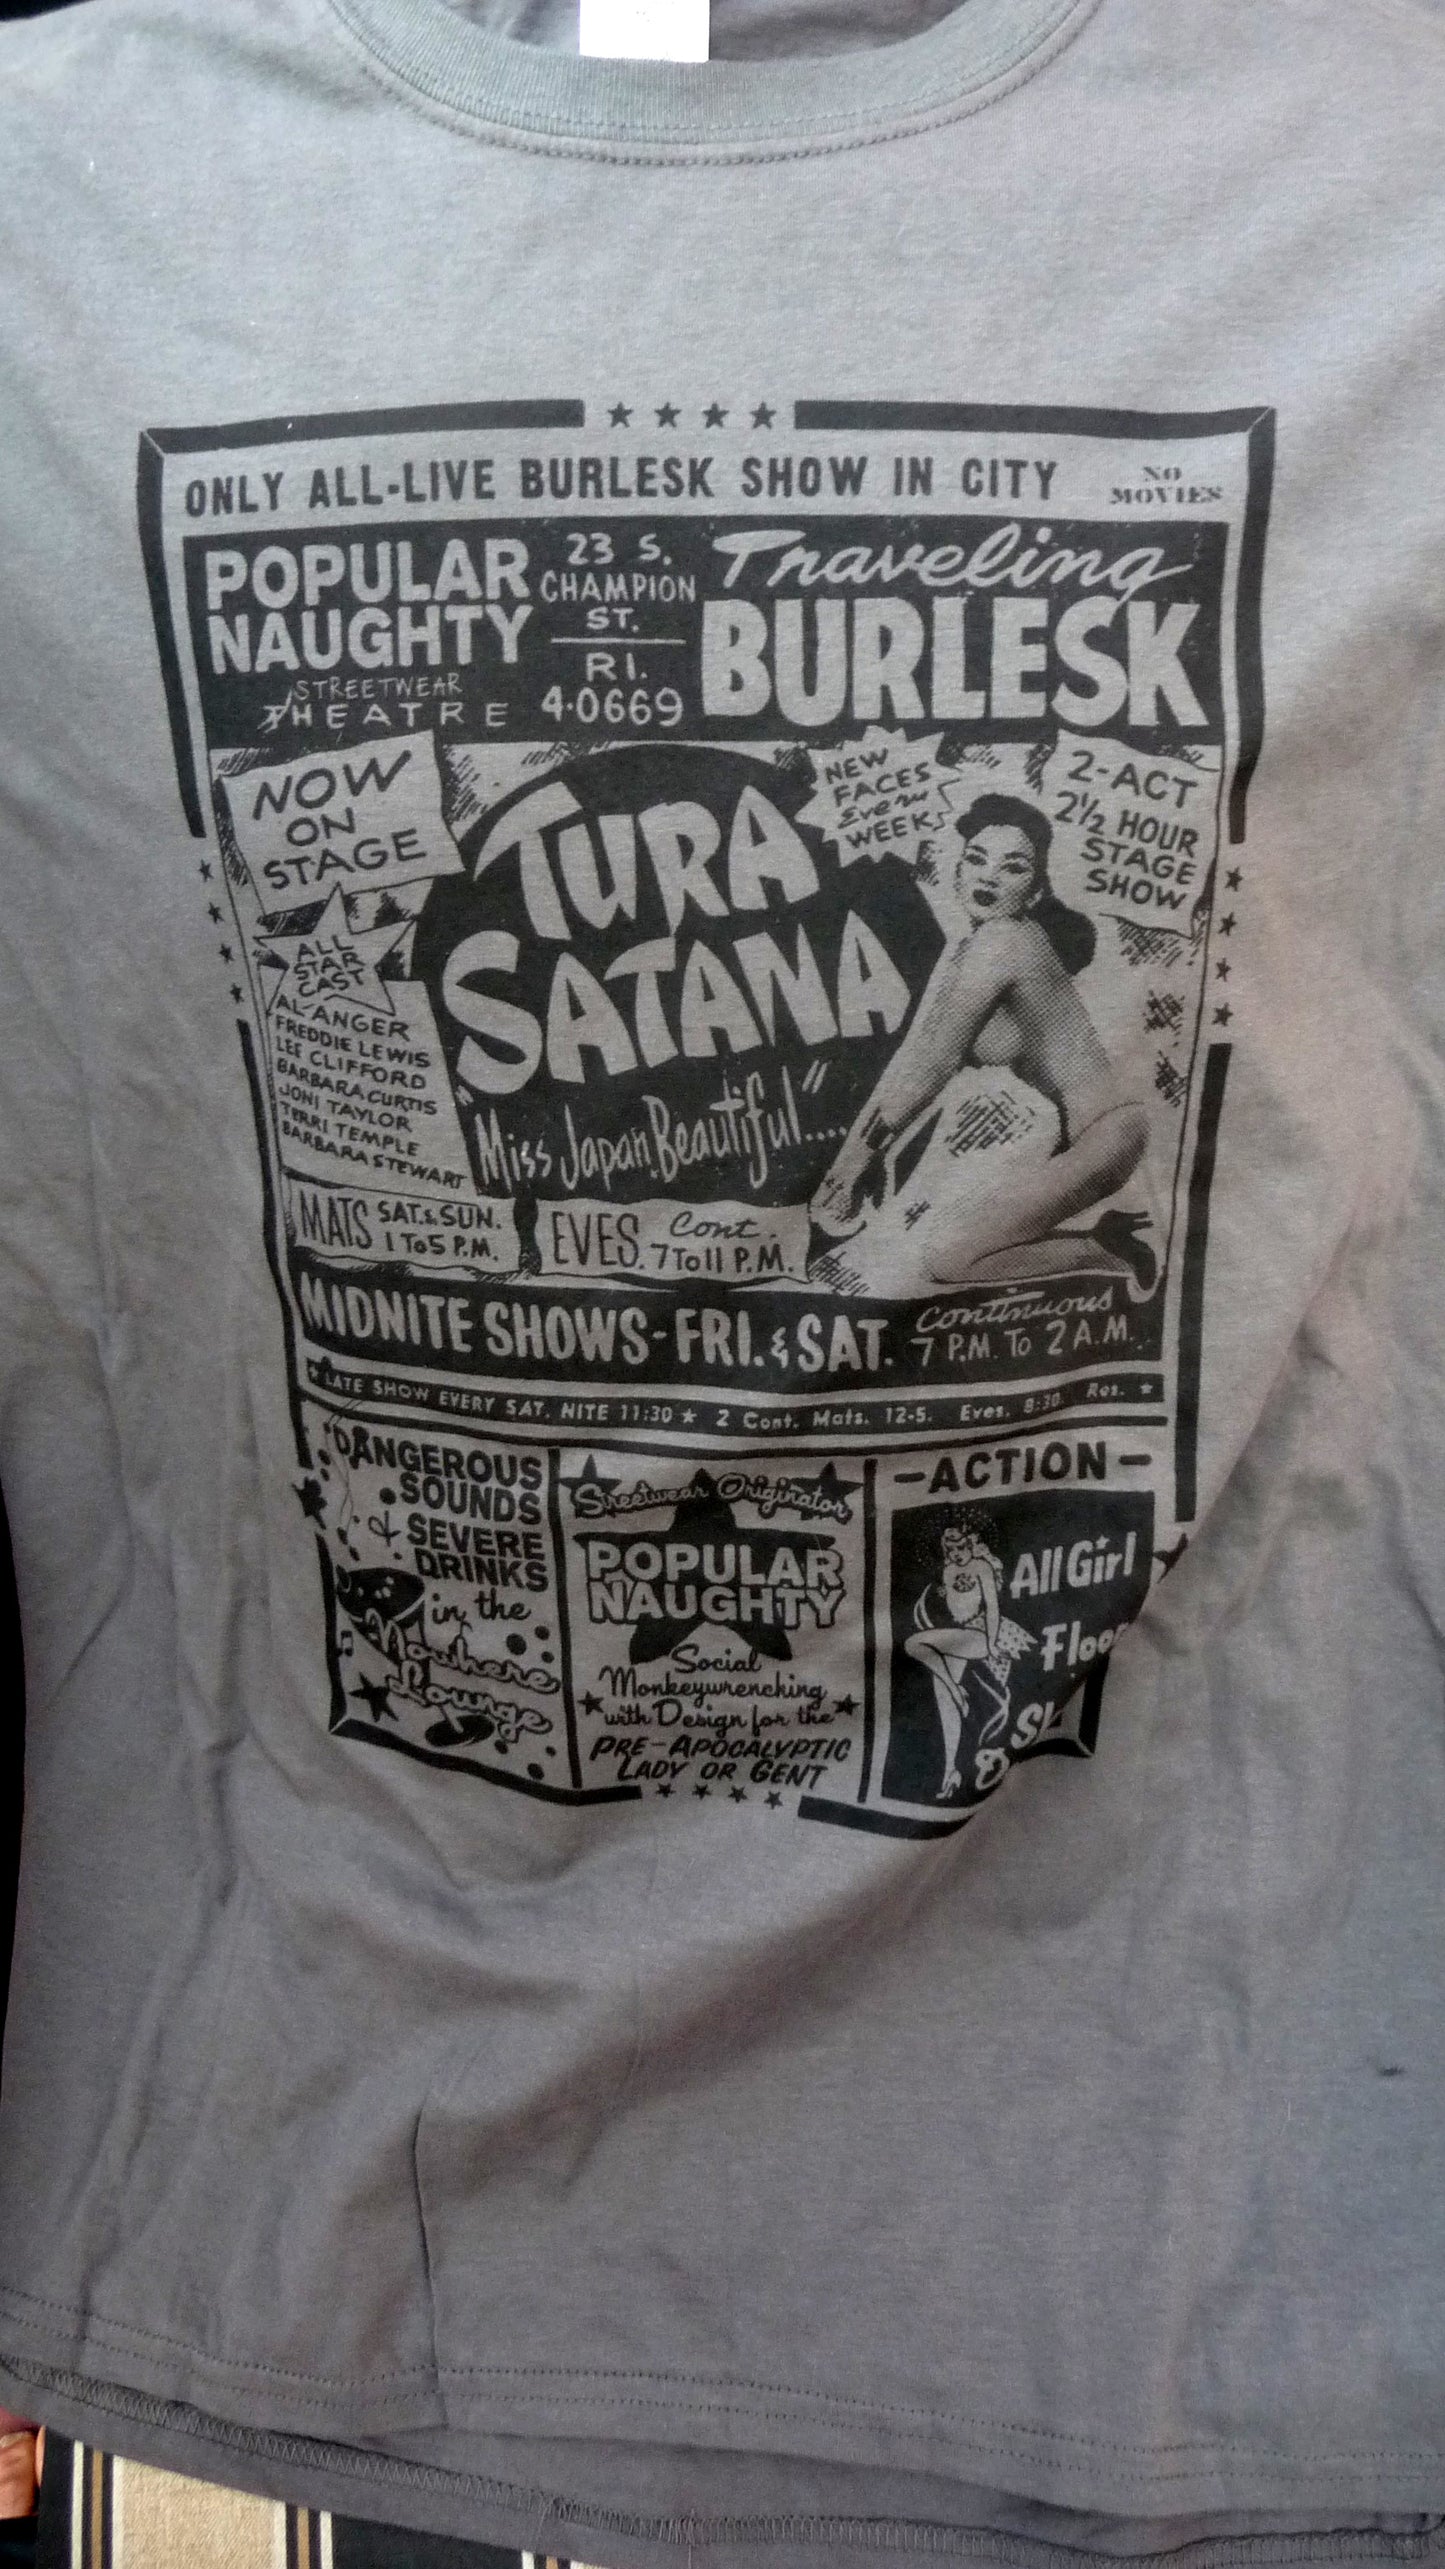 ONLY ALL-LIVE BURLESK SHOW IN CITY
NO
MOVIES
POPULAR
NAUGHTY
STREETWEAR
THEATRE
23 S.
CHAMPION
ST.
RI.
4-0669
Traveling
BURLESK
NOW
ON
STAGE
TURA
SATANA
"Miss Japan Beautiful"....
NEW
FACES
Every
WEEK
2-ACT
2½ HOUR
STAGE
SHOW
ALL
STAR
CAST
AL-ANGER
FREDDIE LEWIS
LEE CLIFFORD
BARBARA CURTIS
JONI TAYLOR
TERRI TEMPLE
BARBARA STEWART
MATS SAT. & SUN.
1 To 5 P.M.
EVES. Cont.
7 To 11 P.M.
MIDNITE SHOWS-FRI. & SAT.
Continuous
7 P.M. To 2 A.M.
★ LATE SHOW EVERY SAT. NITE 11:30 ★ 2 Cont. Mats. 12-5. Eves. 8:30 Res. ★
DANGEROUS
SOUNDS
& SEVERE
DRINKS
in the
Nowhere
Lounge
Streetwear Originator
POPULAR
NAUGHTY
Social
Monkeywrenching
with Design for the
PRE-APOCALYPTIC
LADY OR GENT
-ACTION-
All Girl
Floor
&